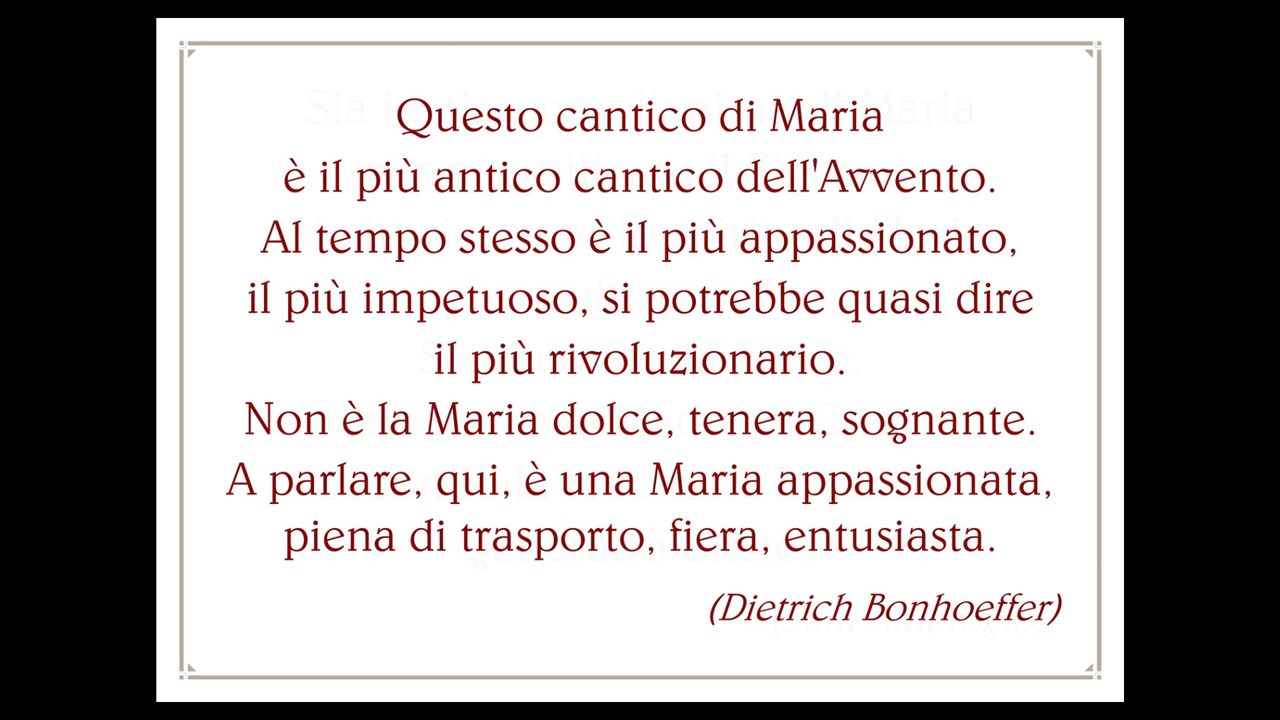 Questo cantico di Maria
è il più antico cantico dell'Avvento.
Al tempo stesso è il più appassionato,
il più impetuoso, si potrebbe quasi dire
il più rivoluzionario.
Non è la Maria dolce, tenera, sognante.
A parlare, qui, è una Maria appassionata,
piena di trasporto, fiera, entusiasta.
(Dietrich Bonhoeffer)